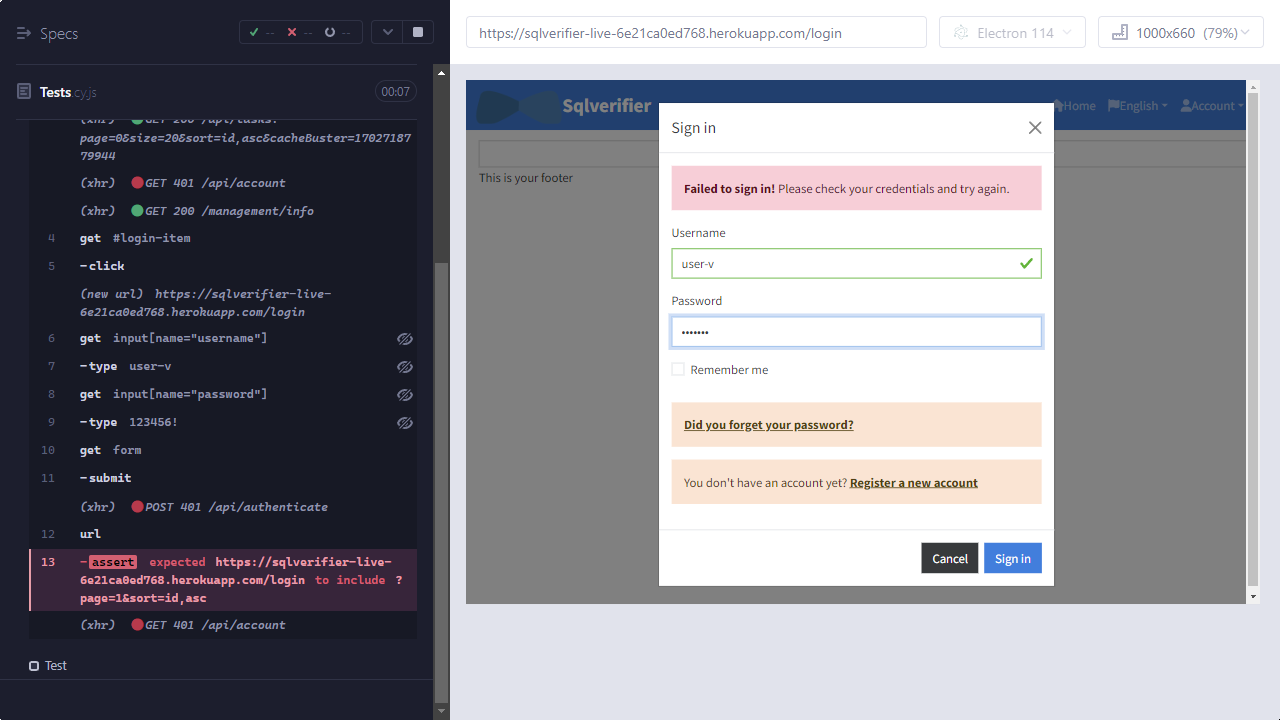 Specs
-- -- --
Tests cy.js
00:07
(xhr) GET 200 /api/tasks?
page=0&size=20&sort=id,asc&cacheBuster=17027187
79944
(xhr) GET 401 /api/account
(xhr) GET 200 /management/info
4 get #login-item
5 -click
(new url) https://sqlverifier-live-
6e21ca0ed768.herokuapp.com/login
6 get input[name="username"]
7 -type user-v
8 get input[name="password"]
9 -type 123456!
10 get form
11 -submit
(xhr) POST 401 /api/authenticate
12 url
13 -assert expected https://sqlverifier-live-
6e21ca0ed768.herokuapp.com/login to include ?
page=1&sort=id,asc
(xhr) GET 401 /api/account
Test
https://sqlverifier-live-6e21ca0ed768.herokuapp.com/login
Electron 114
1000x660 (79%)
Sqlverifier
Home
English
Account
This is your footer
Sign in
Failed to sign in! Please check your credentials and try again.
Username
user-v
Password
•••••••
Remember me
Did you forget your password?
You don't have an account yet? Register a new account
Cancel
Sign in